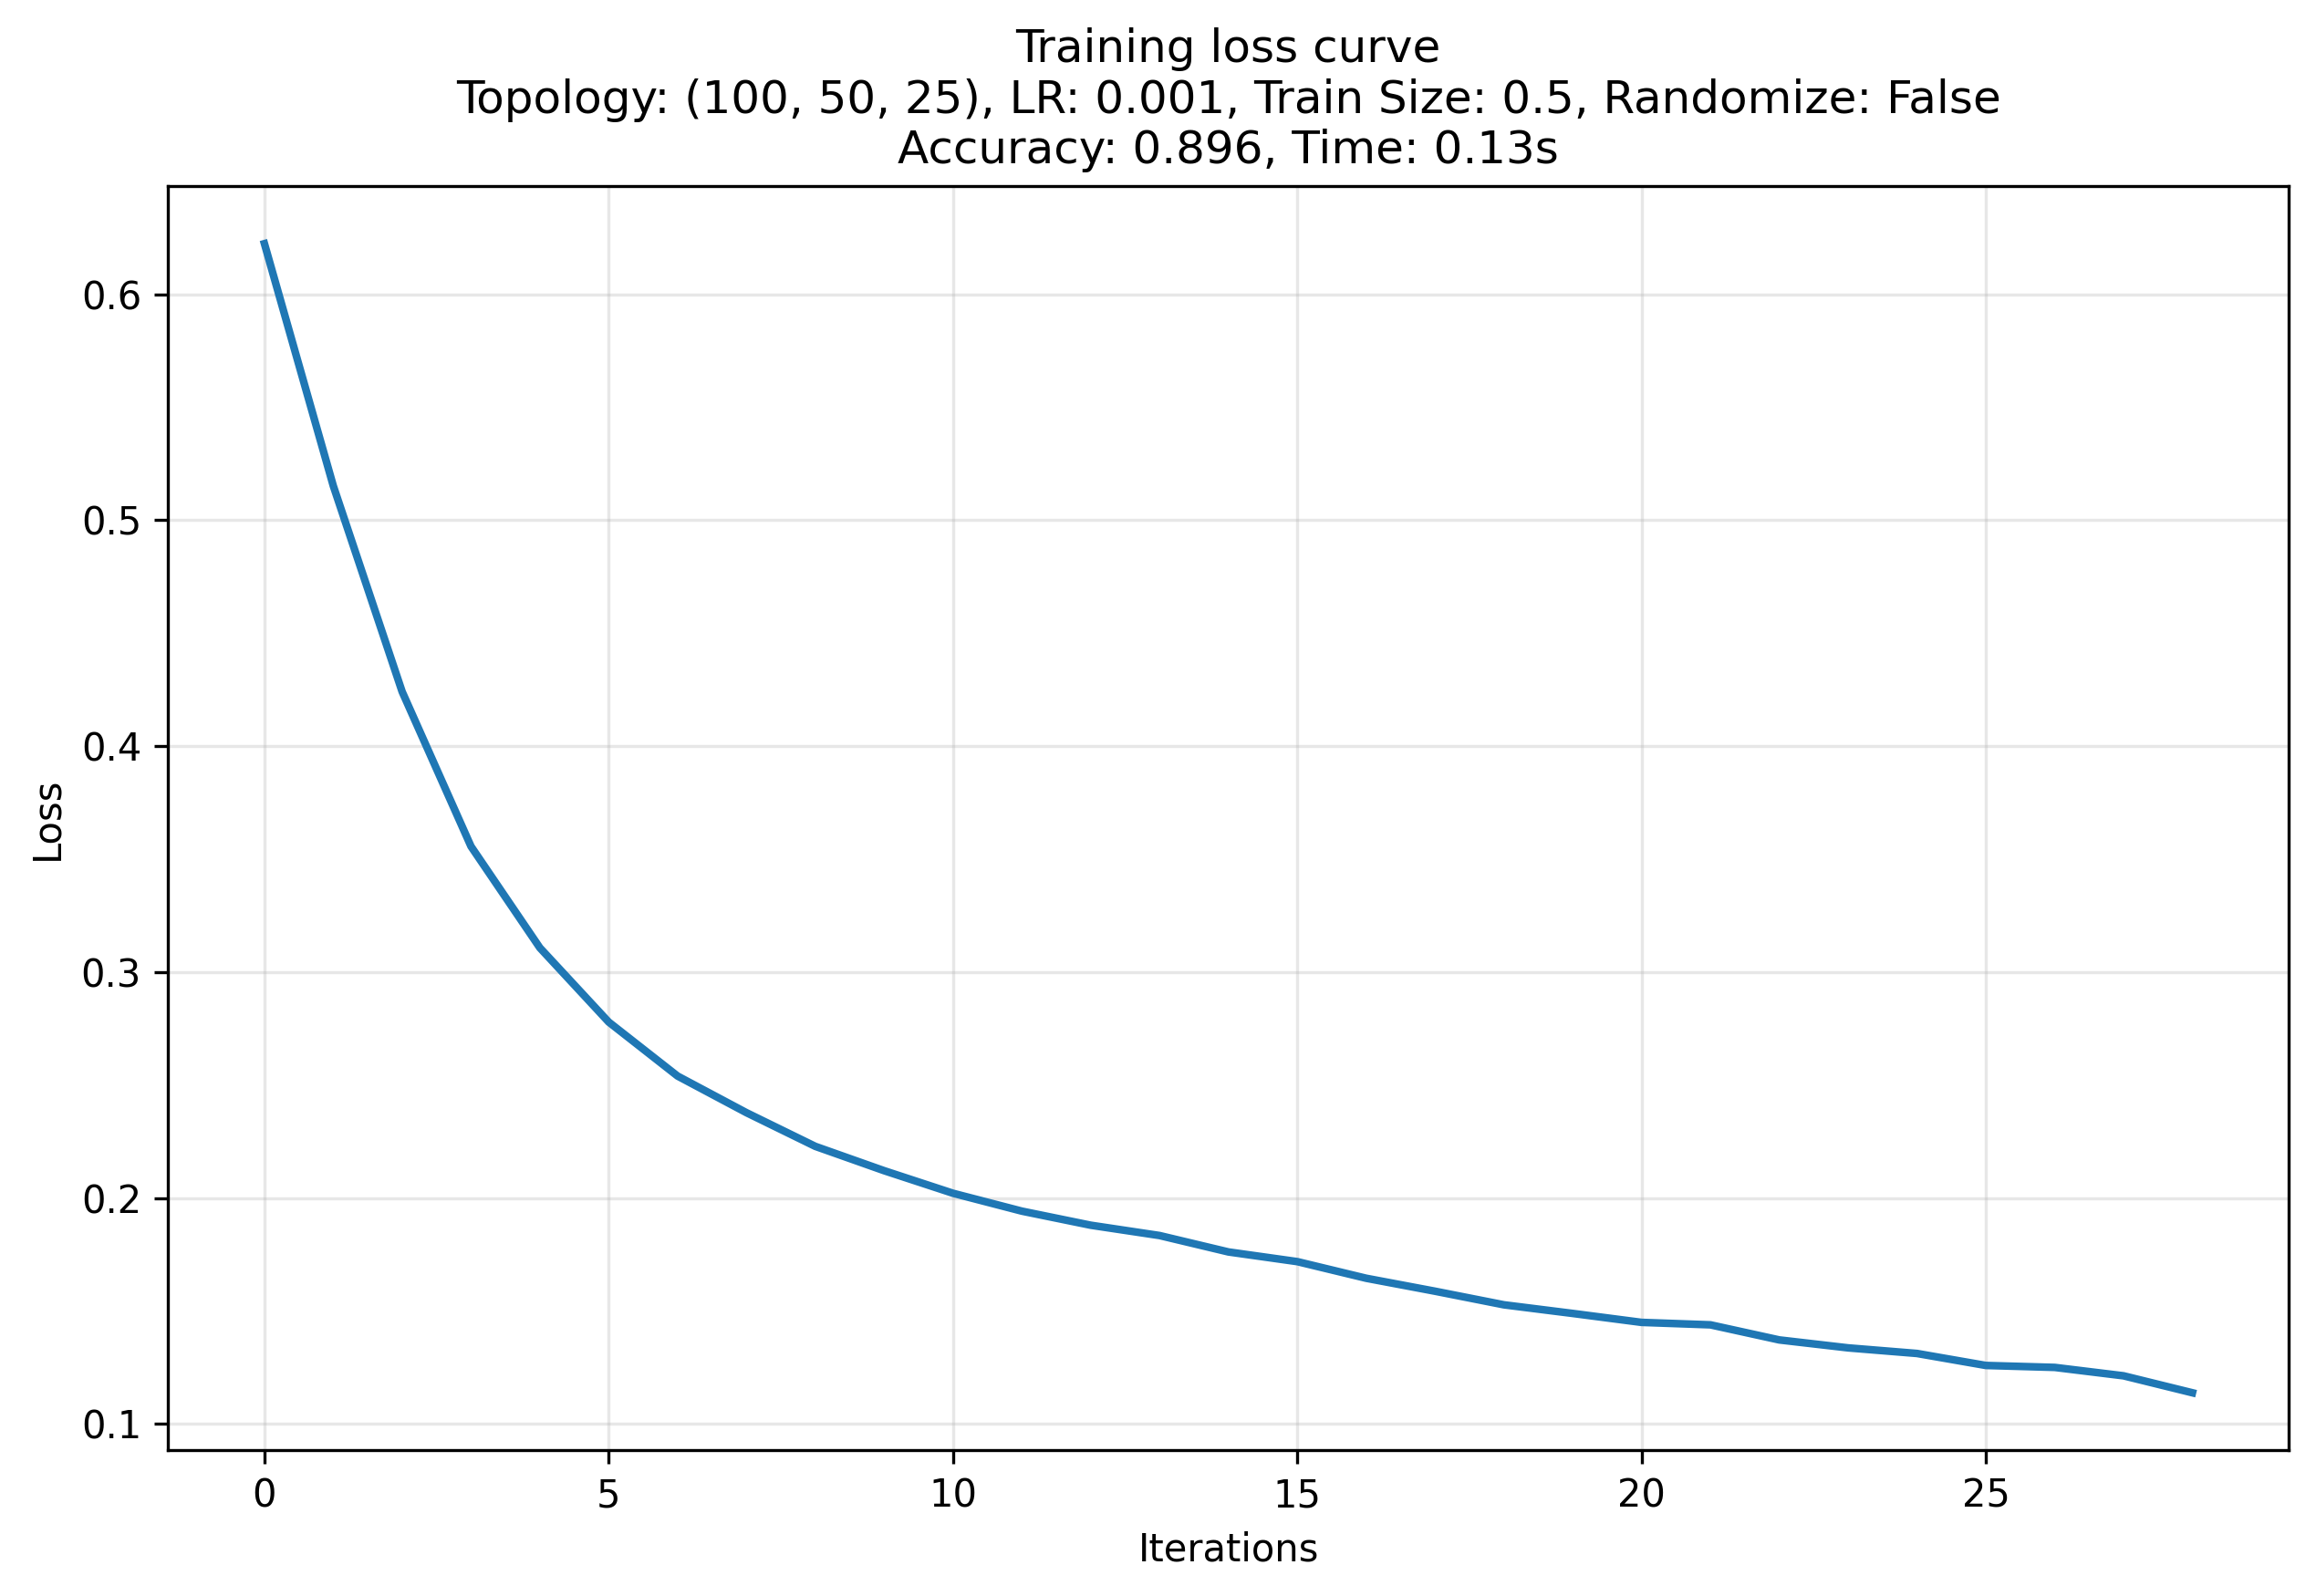 Training loss curve
Topology: (100, 50, 25), LR: 0.001, Train Size: 0.5, Randomize: False
Accuracy: 0.896, Time: 0.13s
0.6
0.5
0.4
0.3
0.2
0.1
Loss
0 5 10 15 20 25
Iterations